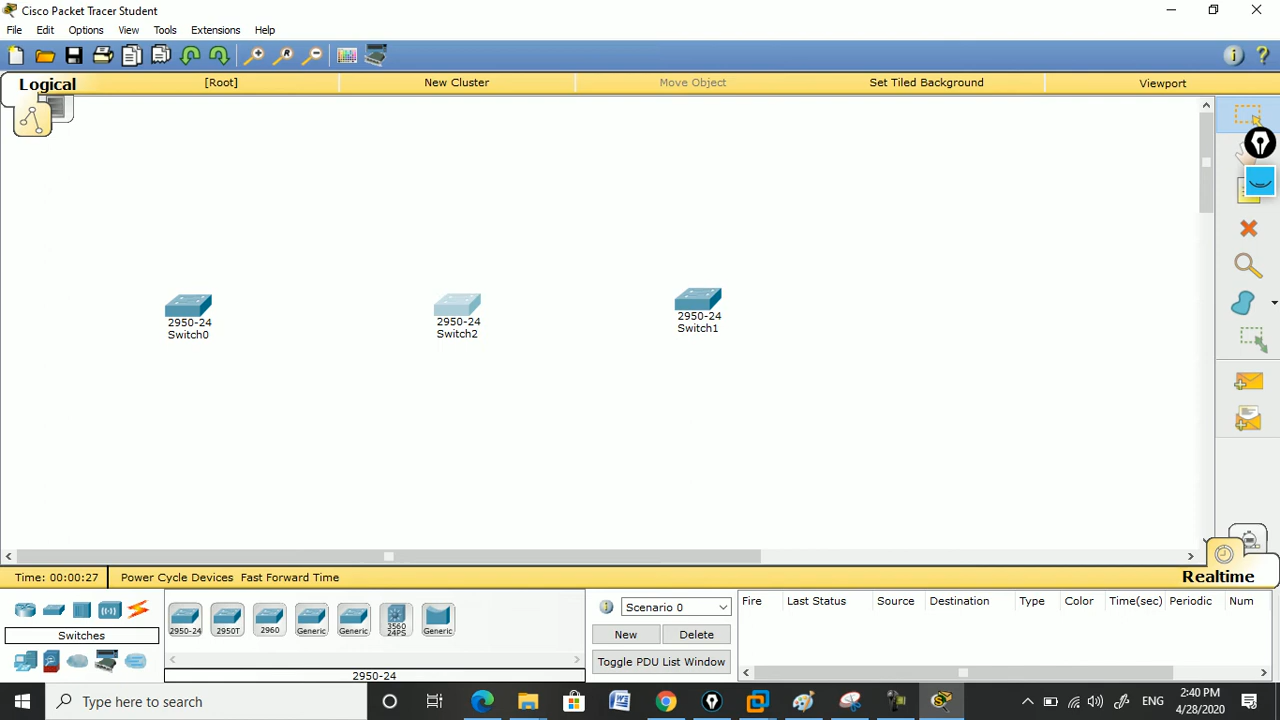 Cisco Packet Tracer Student
File Edit Options View Tools Extensions Help
Logical [Root] New Cluster Move Object Set Tiled Background Viewport
2950-24
Switch0
2950-24
Switch2
2950-24
Switch1
Realtime
Time: 00:00:27 Power Cycle Devices Fast Forward Time
Switches
2950-24 2950T 2960 Generic Generic 3560 24PS Generic
2950-24
Scenario 0
New Delete
Toggle PDU List Window
Fire Last Status Source Destination Type Color Time(sec) Periodic Num
Type here to search
ENG
2:40 PM
4/28/2020